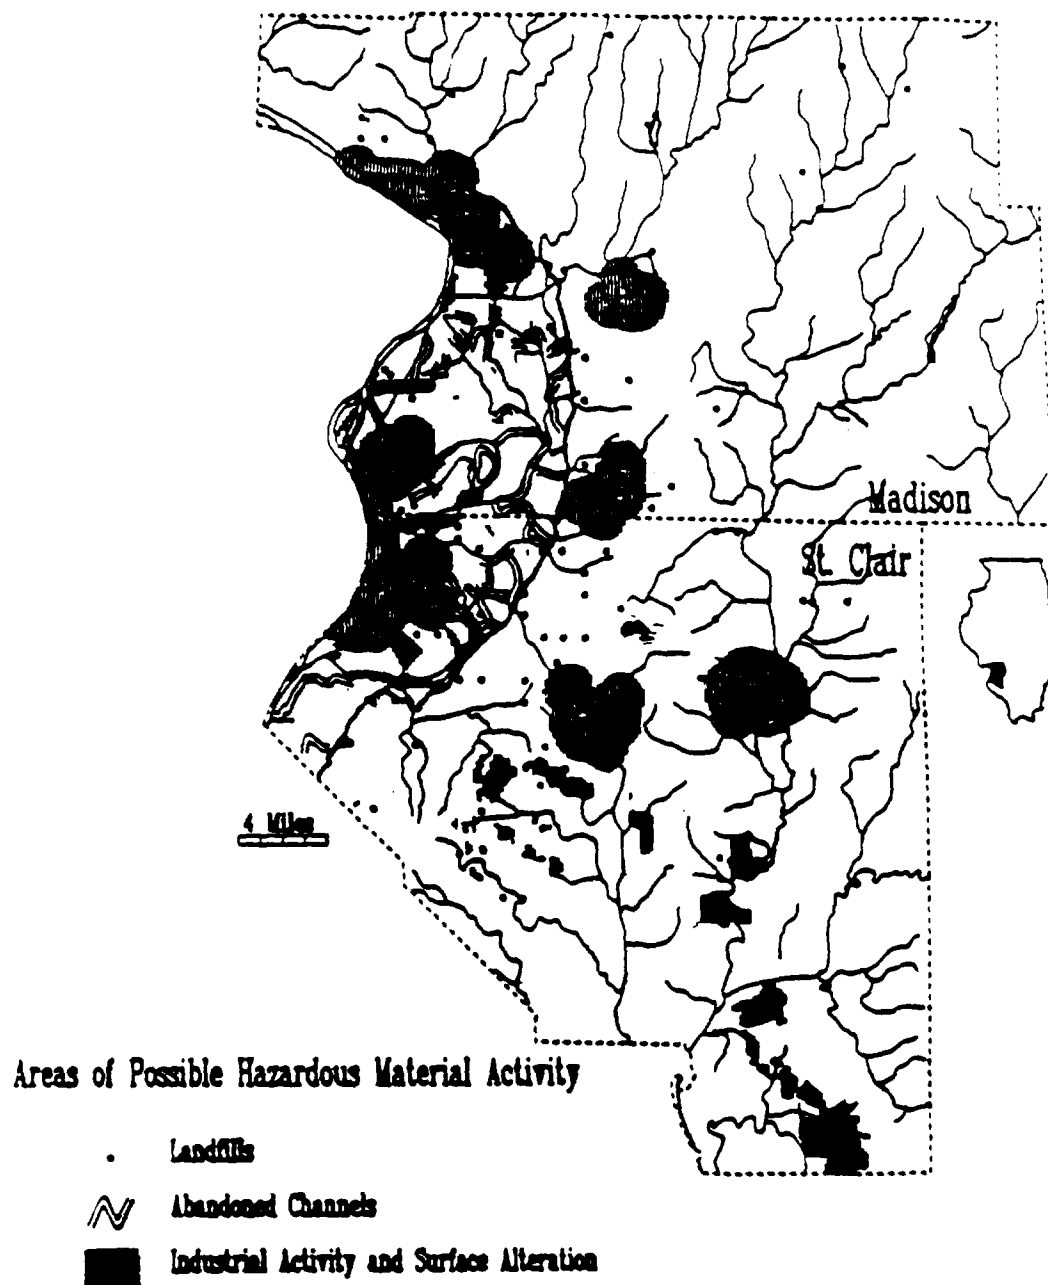 Madison
St. Clair
4 Miles
Areas of Possible Hazardous Material Activity
Landfills
Abandoned Channels
Industrial Activity and Surface Alteration